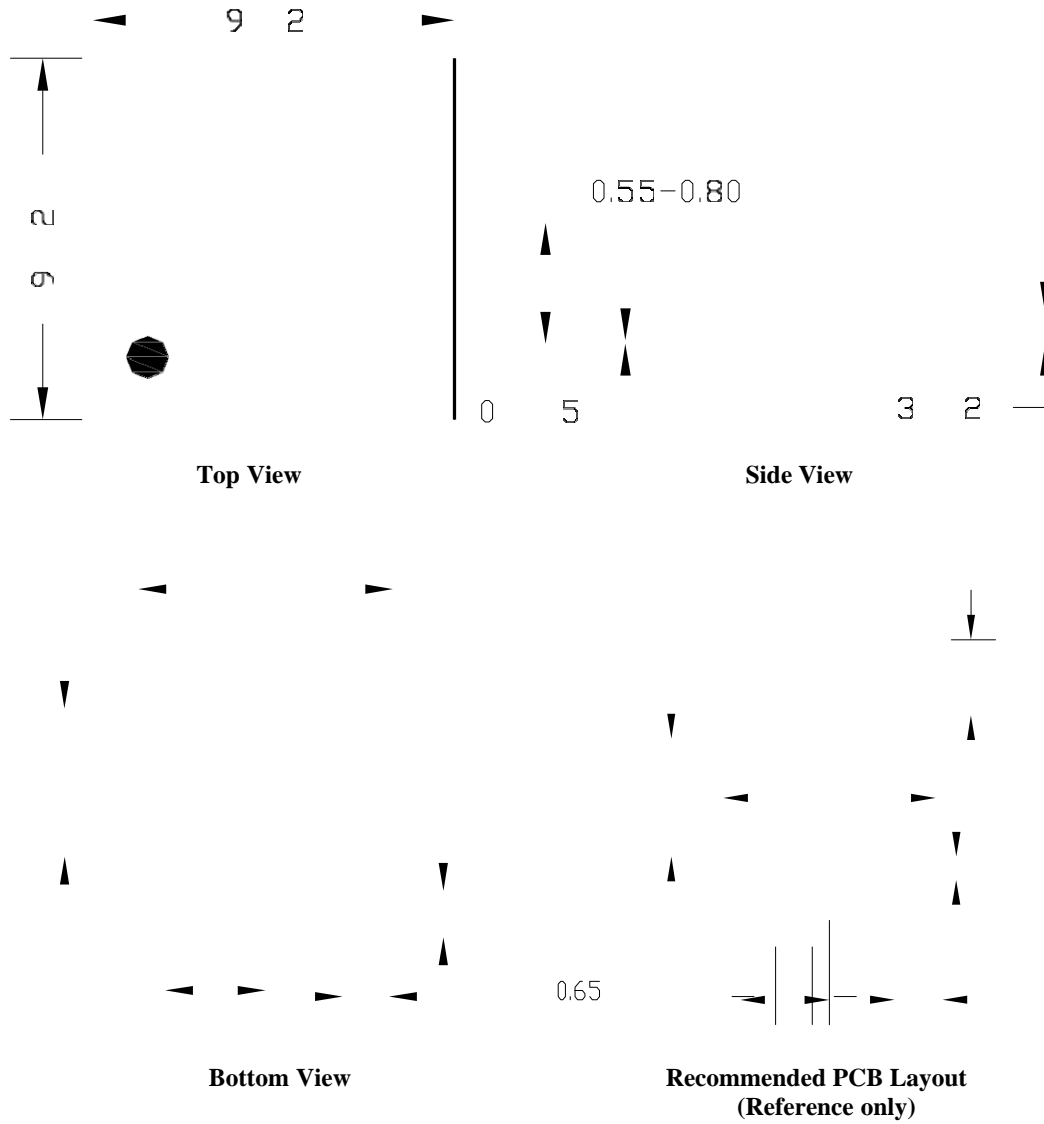 9 2
9 2
0.55-0.80
0 5
3 2
Top View
Side View
0.65
Bottom View
Recommended PCB Layout
(Reference only)